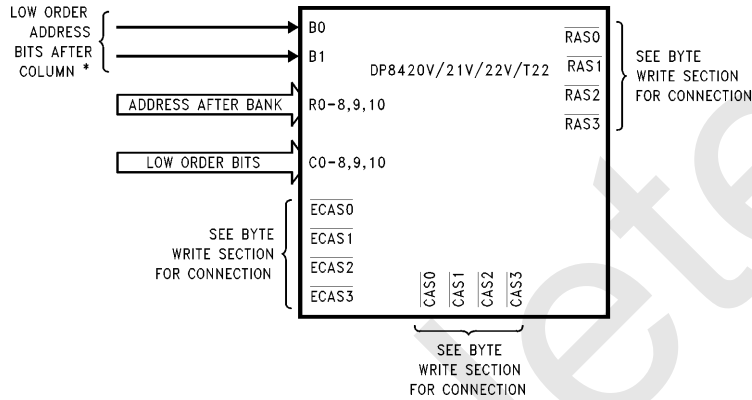 LOW ORDER
ADDRESS
BITS AFTER
COLUMN *
B0
B1
ADDRESS AFTER BANK
R0-8,9,10
LOW ORDER BITS
C0-8,9,10
DP8420V/21V/22V/T22
RAS0
RAS1
RAS2
RAS3
SEE BYTE
WRITE SECTION
FOR CONNECTION
SEE BYTE
WRITE SECTION
FOR CONNECTION
ECAS0
ECAS1
ECAS2
ECAS3
CAS0
CAS1
CAS2
CAS3
SEE BYTE
WRITE SECTION
FOR CONNECTION